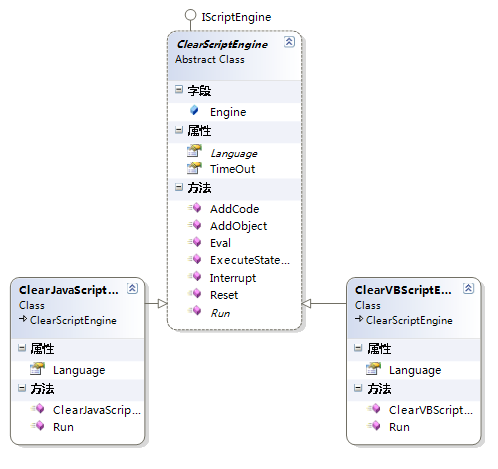 IScriptEngine
ClearScriptEngine
Abstract Class
字段
Engine
属性
Language
TimeOut
方法
AddCode
AddObject
Eval
ExecuteState...
Interrupt
Reset
Run
ClearJavaScript...
Class
ClearScriptEngine
属性
Language
方法
ClearJavaScrip...
Run
ClearVBScriptE...
Class
ClearScriptEngine
属性
Language
方法
ClearVBScript...
Run